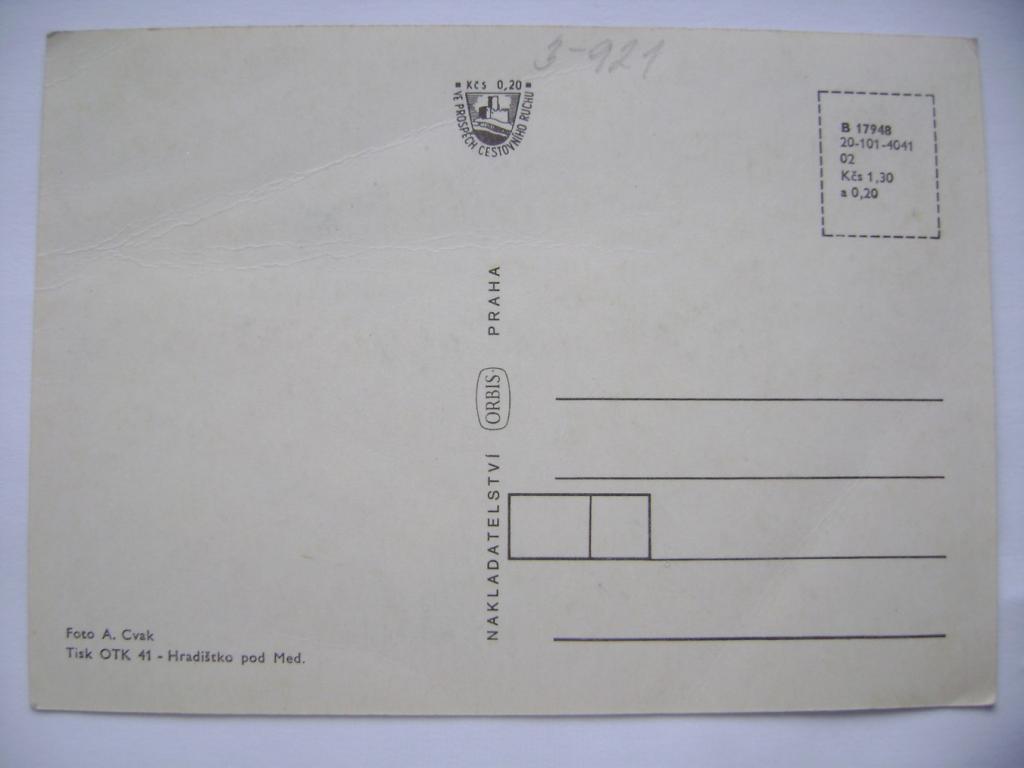 3-921
Kčs 0,20
VE PROSPĚCH CESTOVNÍHO RUCHU
B 17948
20-101-4041
02
Kčs 1,30
a 0,20
NAKLADATELSTVÍ ORBIS PRAHA
Foto A. Cvak
Tisk OTK 41 - Hradištko pod Med.